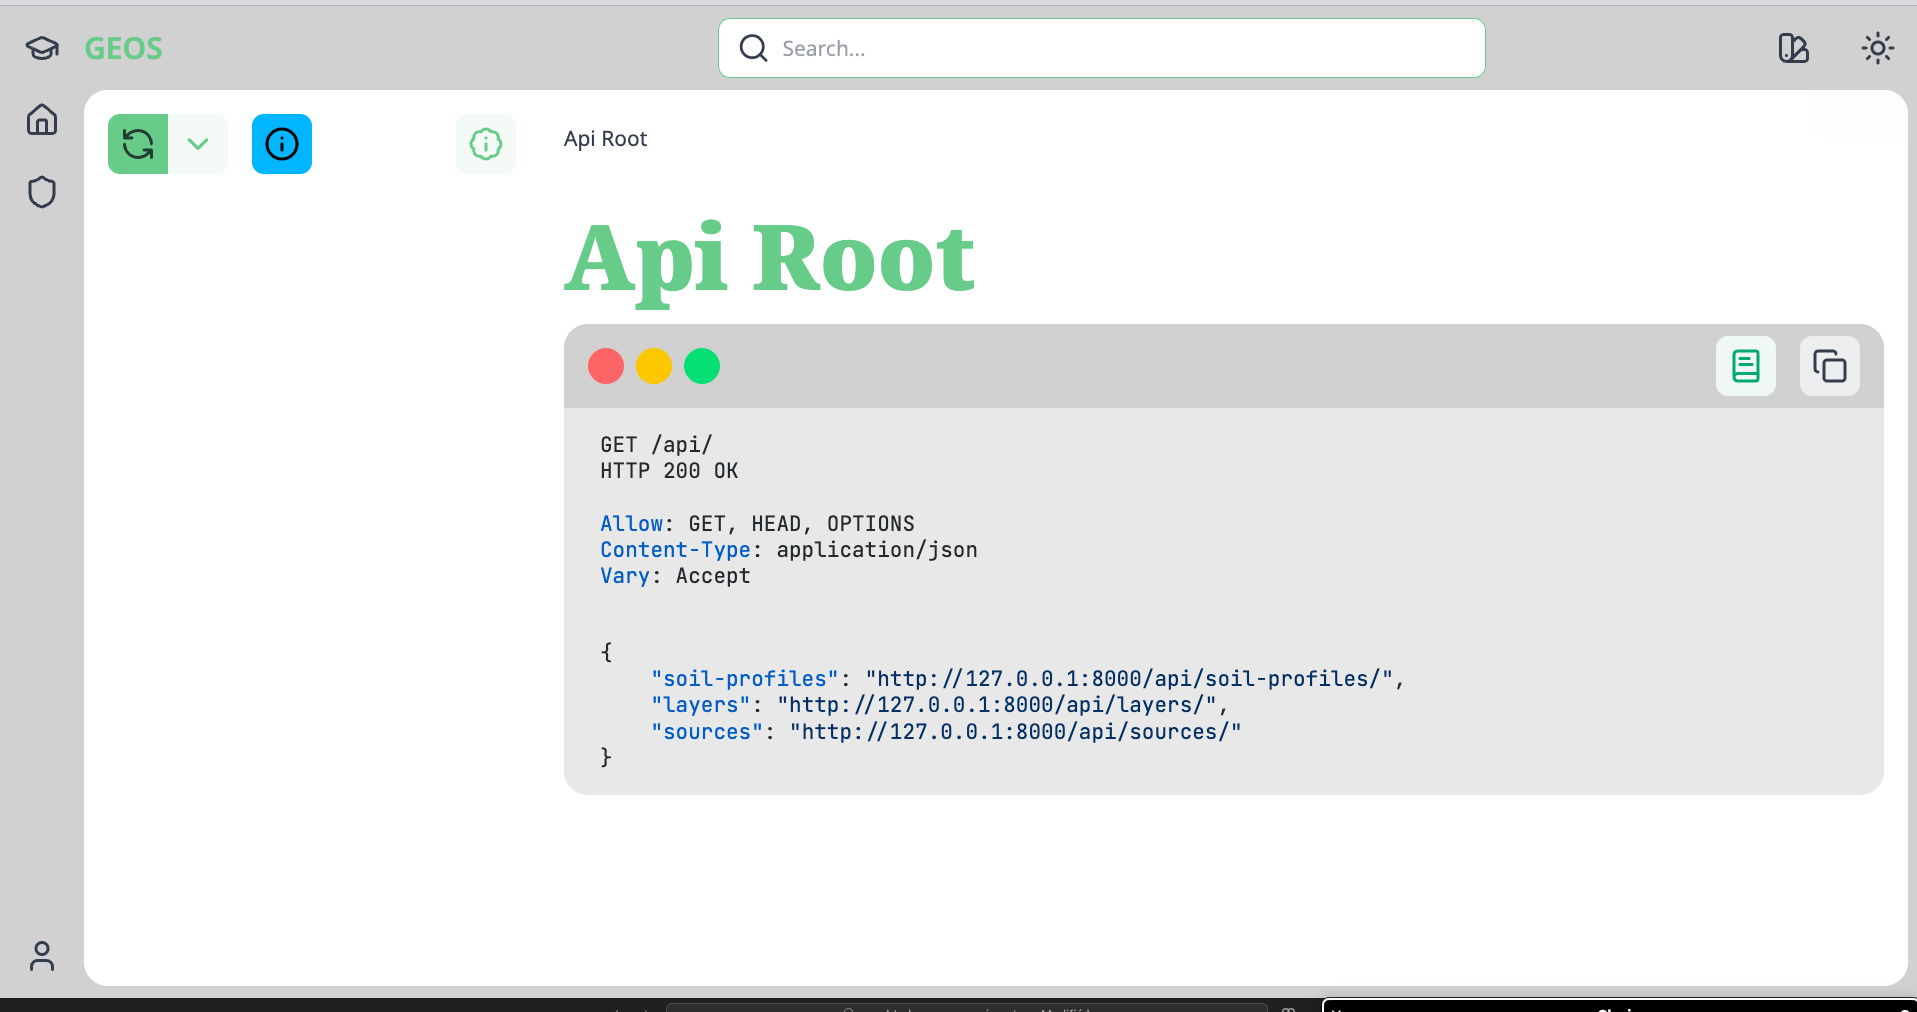 GEOS
Search...
Api Root
Api Root
GET /api/
HTTP 200 OK
Allow: GET, HEAD, OPTIONS
Content-Type: application/json
Vary: Accept
{
"soil-profiles": "http://127.0.0.1:8000/api/soil-profiles/",
"layers": "http://127.0.0.1:8000/api/layers/",
"sources": "http://127.0.0.1:8000/api/sources/"
}